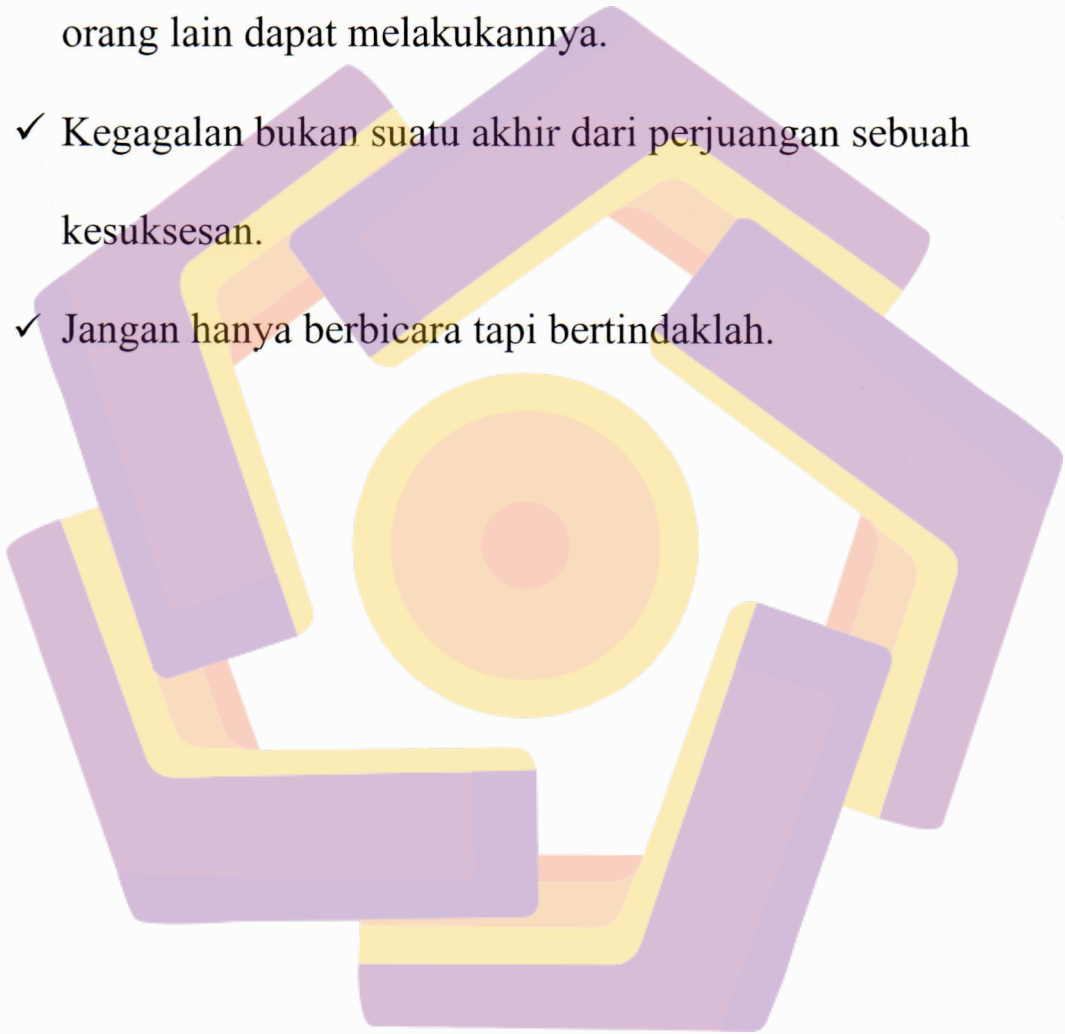 orang lain dapat melakukannya.
✓ Kegagalan bukan suatu akhir dari perjuangan sebuah
kesuksesan.
✓ Jangan hanya berbicara tapi bertindaklah.